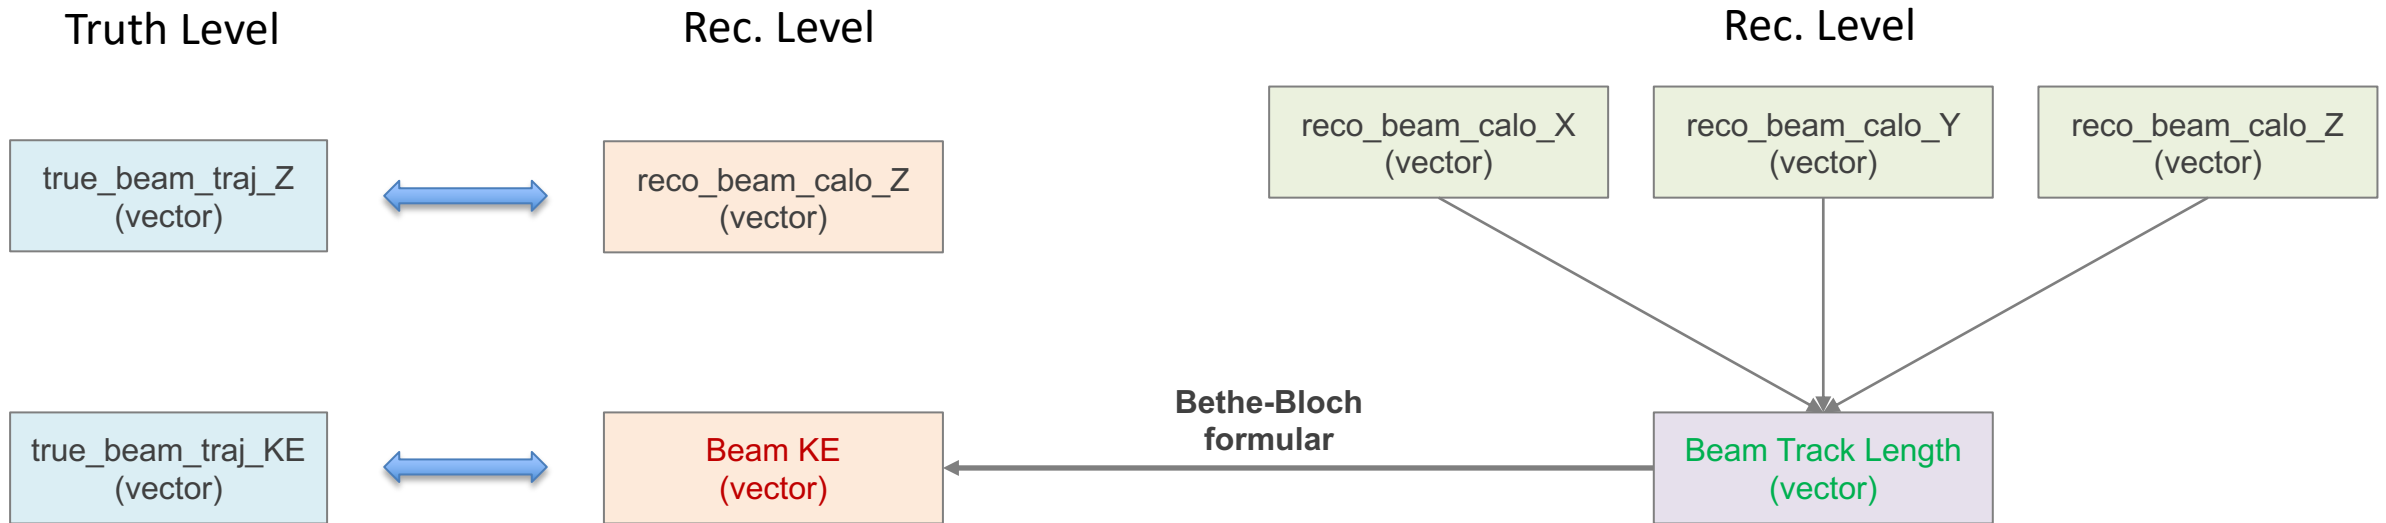 Truth Level
Rec. Level
Rec. Level
true_beam_traj_Z
(vector)
reco_beam_calo_Z
(vector)
reco_beam_calo_X
(vector)
reco_beam_calo_Y
(vector)
reco_beam_calo_Z
(vector)
true_beam_traj_KE
(vector)
Beam KE
(vector)
Bethe-Bloch
formular
Beam Track Length
(vector)